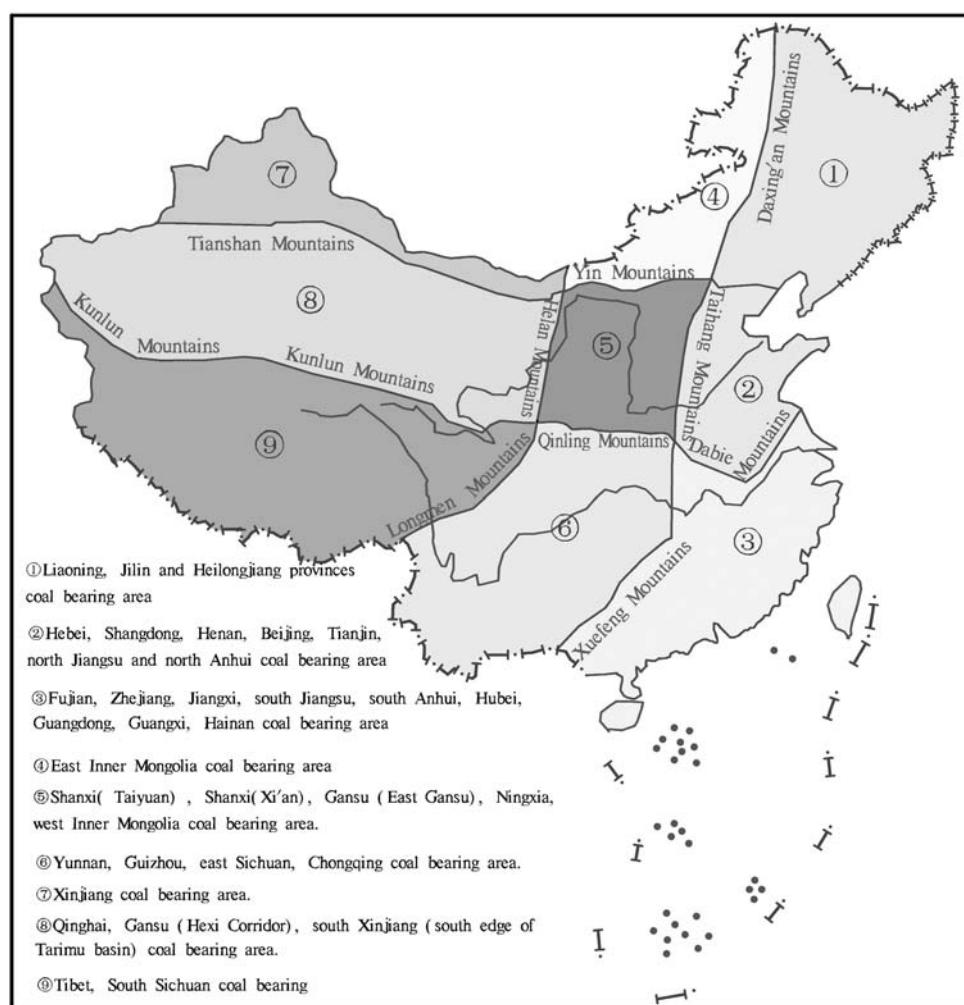 ⑦
①
④
Daxing'an Mountains
Tianshan Mountains
Yin Mountains
⑧
Kunlun
Mountains
Kunlun Mountains
Helan Mountains
⑤
Taihang Mountains
②
⑨
Qinling Mountains
Dabie
Mountains
Longmen Mountains
⑥
③
Xuefeng Mountains
①Liaoning, Jilin and Heilongjiang provinces
coal bearing area
②Hebei, Shangdong, Henan, Beijing, Tianjin,
north Jiangsu and north Anhui coal bearing area
③Fujian, Zhejiang, Jiangxi, south Jiangsu, south Anhui, Hubei,
Guangdong, Guangxi, Hainan coal bearing area
④East Inner Mongolia coal bearing area
⑤Shanxi( Taiyuan) , Shanxi(Xi'an), Gansu (East Gansu), Ningxia,
west Inner Mongolia coal bearing area.
⑥Yunnan, Guizhou, east Sichuan, Chongqing coal bearing area.
⑦Xinjiang coal bearing area.
⑧Qinghai, Gansu (Hexi Corridor), south Xinjiang (south edge of
Tarimu basin) coal bearing area.
⑨Tibet, South Sichuan coal bearing